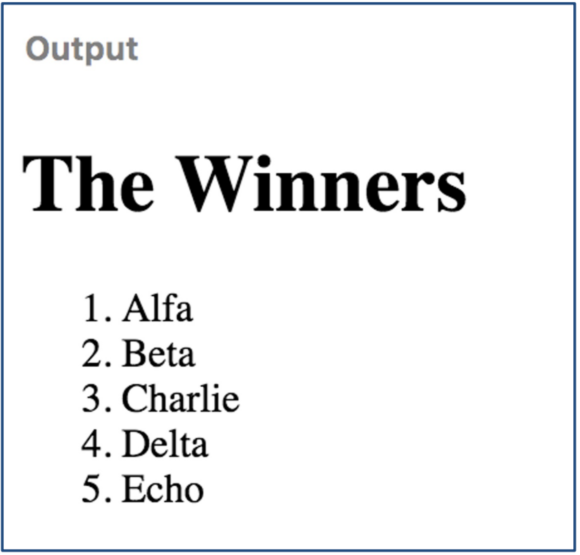 Output
The Winners
1. Alfa
2. Beta
3. Charlie
4. Delta
5. Echo